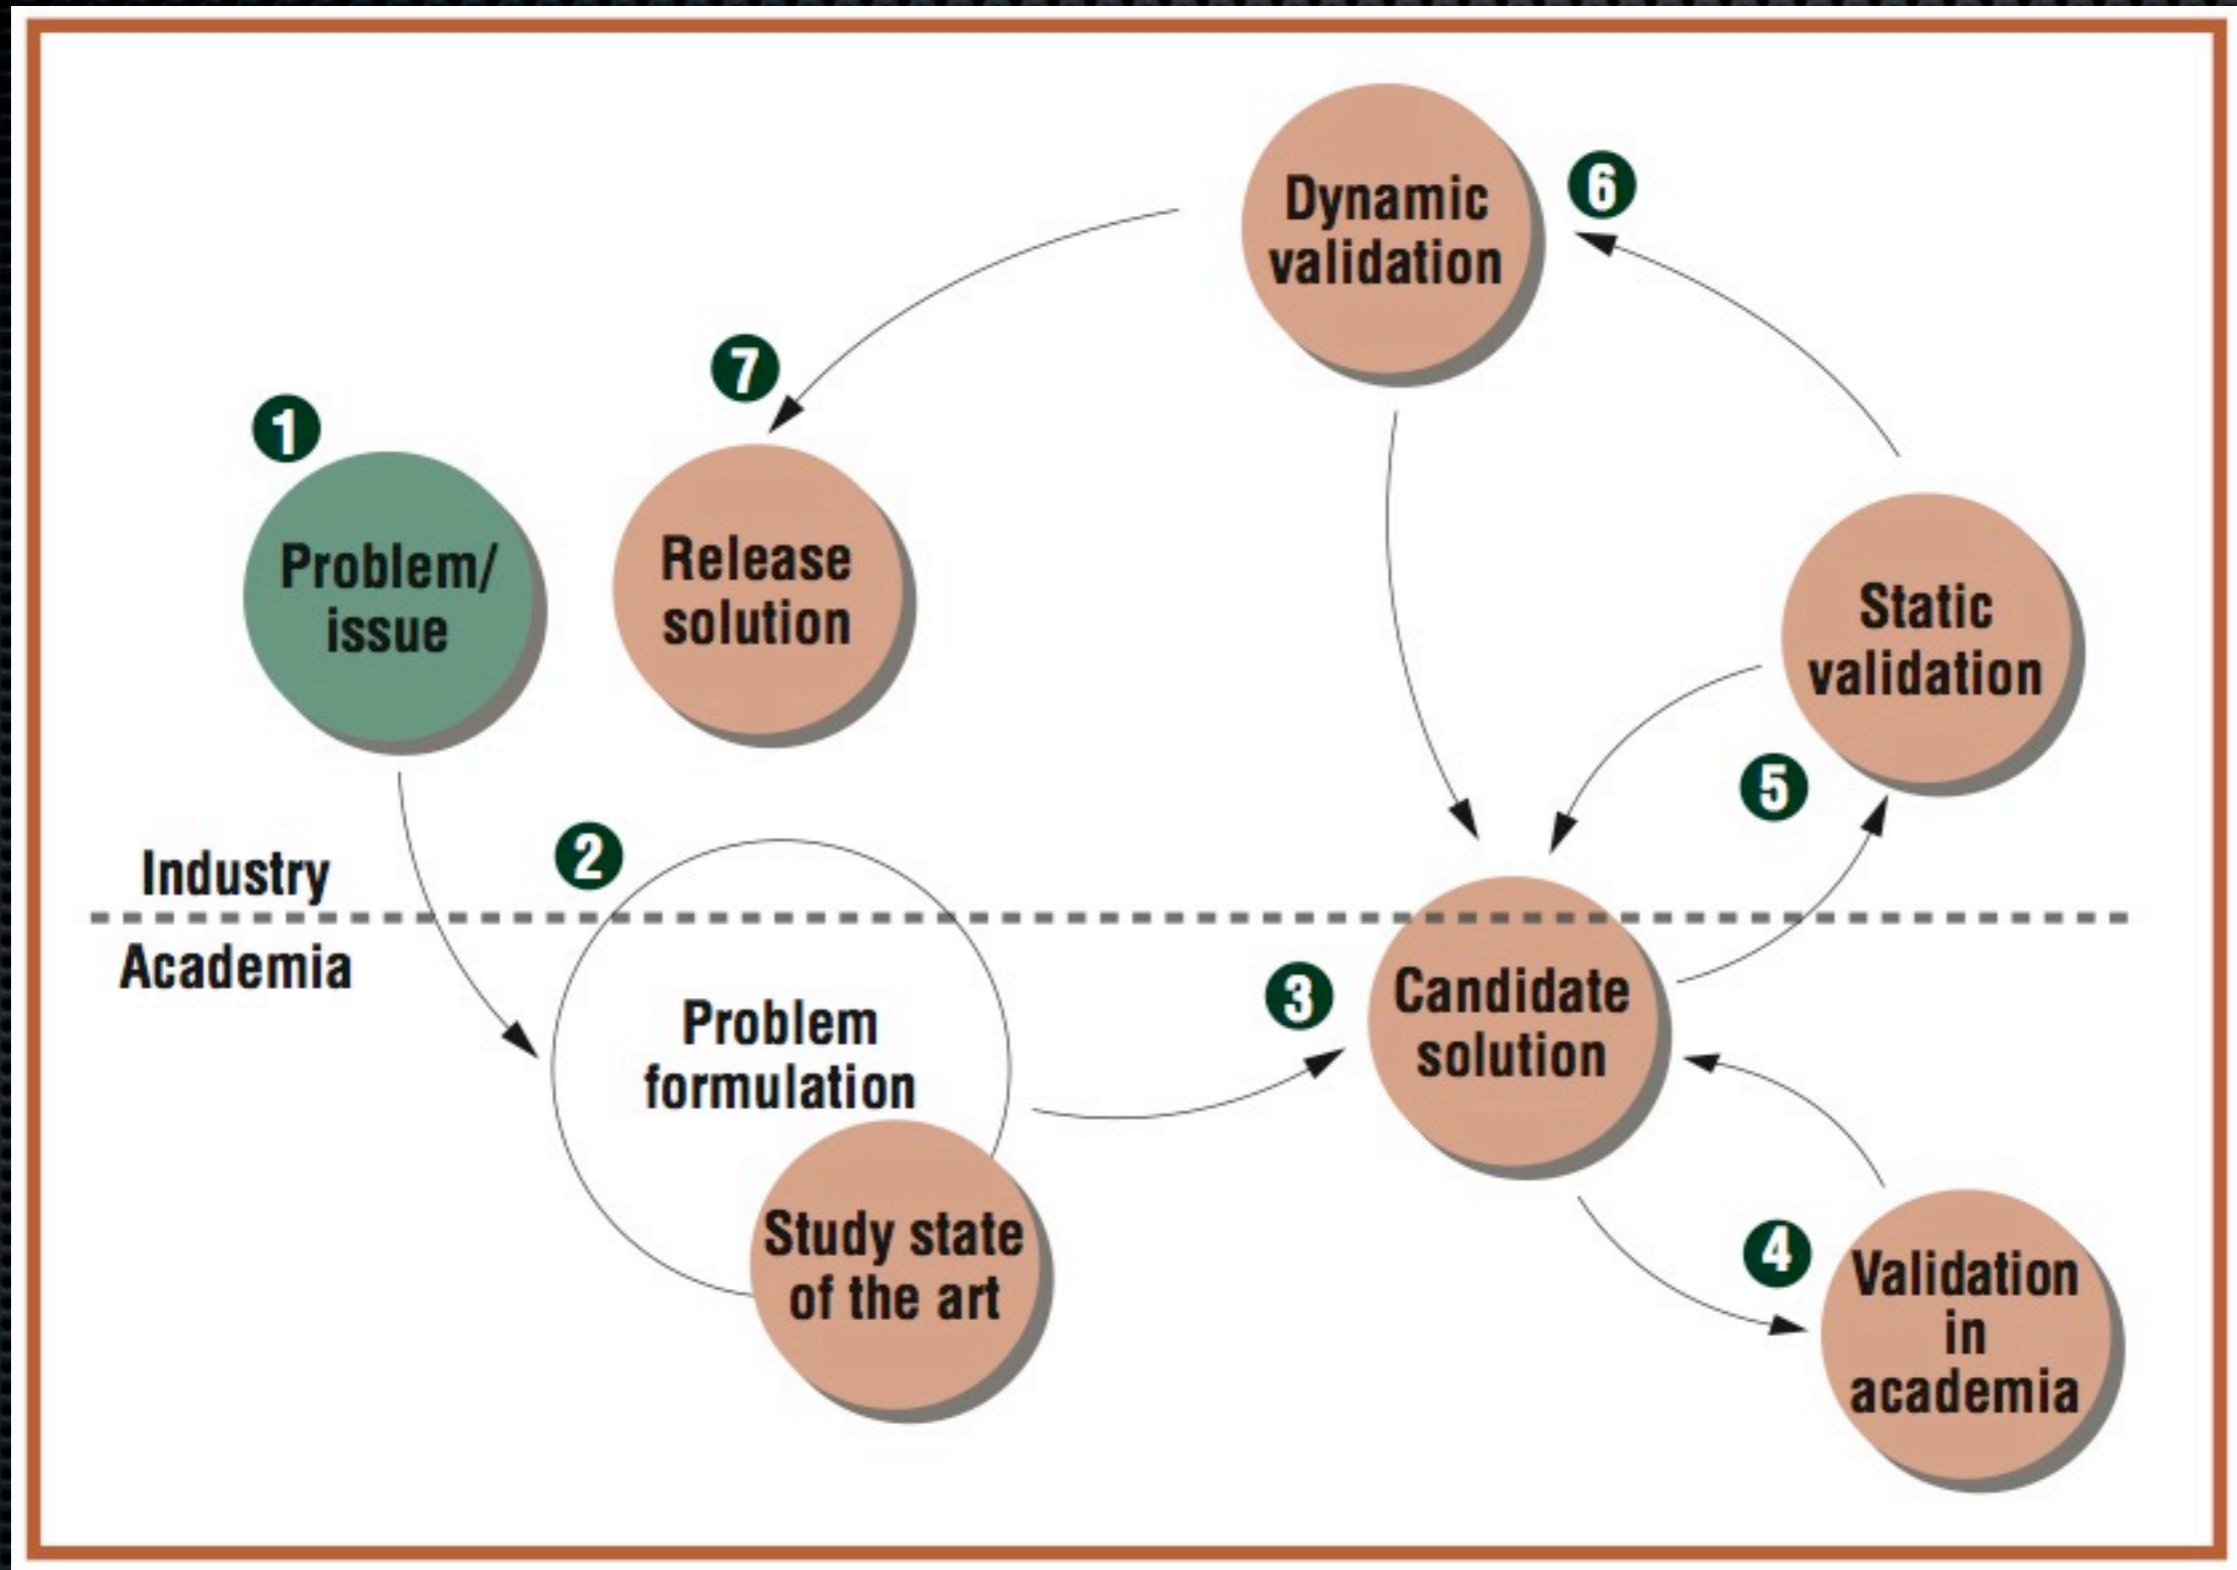 6
Dynamic
validation
7
1
Problem/
issue
Release
solution
Static
validation
5
2
Industry
Academia
3
Candidate
solution
Problem
formulation
4
Study state
of the art
Validation
in
academia